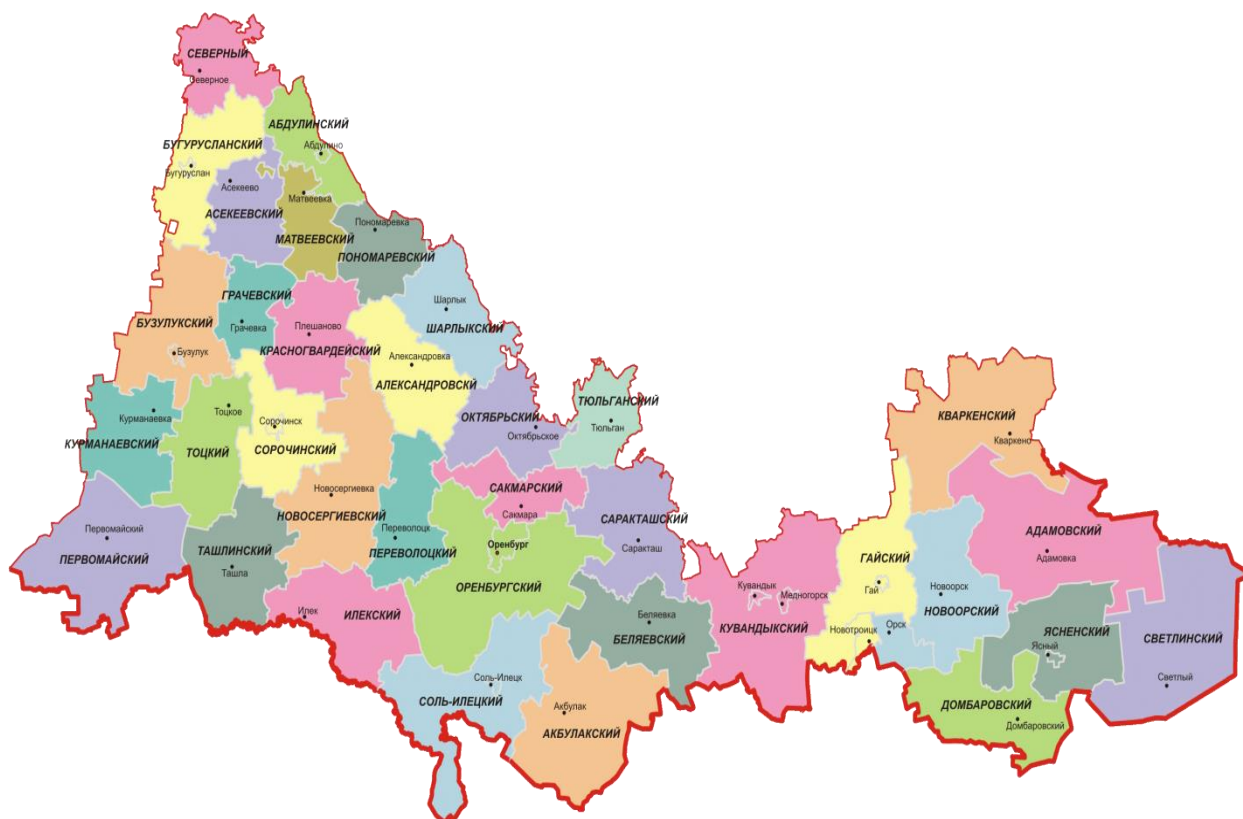 СЕВЕРНЫЙ
Северное
АБДУЛИНСКИЙ
Абдулино
БУГУРУСЛАНСКИЙ
Бугуруслан
Асекеево
АСЕКЕЕВСКИЙ
Матвеевка
МАТВЕЕВСКИЙ
Пономаревка
ПОНОМАРЕВСКИЙ
ГРАЧЕВСКИЙ
Грачевка
БУЗУЛУКСКИЙ
Бузулук
Плешаново
КРАСНОГВАРДЕЙСКИЙ
Шарлык
ШАРЛЫКСКИЙ
Александровка
АЛЕКСАНДРОВСКИЙ
Курманаевка
КУРМАНАЕВСКИЙ
Тоцкое
ТОЦКИЙ
Сорочинск
СОРОЧИНСКИЙ
ОКТЯБРЬСКИЙ
Октябрьское
ТЮЛЬГАНСКИЙ
Тюльган
КВАРКЕНСКИЙ
Кваркено
Новосергиевка
НОВОСЕРГИЕВСКИЙ
САКМАРСКИЙ
Сакмара
САРАКТАШСКИЙ
Саракташ
Первомайский
ПЕРВОМАЙСКИЙ
ТАШЛИНСКИЙ
Ташла
Переволоцк
ПЕРЕВОЛОЦКИЙ
Оренбург
ОРЕНБУРГСКИЙ
АДАМОВСКИЙ
Адамовка
ГАЙСКИЙ
Гай
Новоорск
НОВООРСКИЙ
Кувандык
Медногорск
КУВАНДЫКСКИЙ
Илек
ИЛЕКСКИЙ
Беляевка
БЕЛЯЕВСКИЙ
Новотроицк
Орск
ЯСНЕНСКИЙ
Ясный
СВЕТЛИНСКИЙ
Светлый
Соль-Илецк
СОЛЬ-ИЛЕЦКИЙ
Акбулак
АКБУЛАКСКИЙ
ДОМБАРОВСКИЙ
Домбаровский